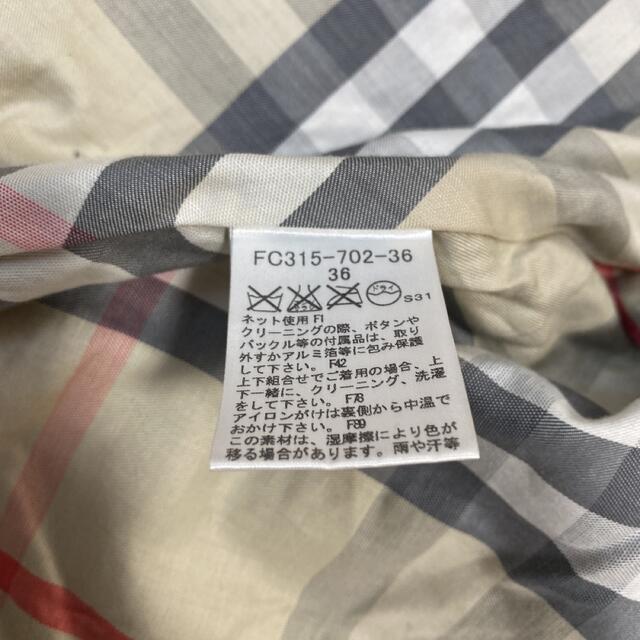 FC315-702-36
36
ドライ S31
ネット使用 FI
クリーニングの際、ボタンや
バックル等の付属品は、取り
外すかアルミ箔等に包み保護
して下さい。 F42
上下組合せでご着用の場合、上
下一緒に、クリーニング、洗濯
をして下さい。 F78
アイロンがけは裏側から中温で
おかけ下さい。 F89
この素材は、湿摩擦により色が
移る場合があります。雨や汗等